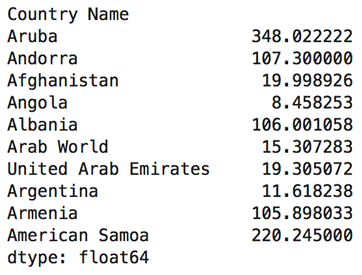 Country Name
Aruba 348.022222
Andorra 107.300000
Afghanistan 19.998926
Angola 8.458253
Albania 106.001058
Arab World 15.307283
United Arab Emirates 19.305072
Argentina 11.618238
Armenia 105.898033
American Samoa 220.245000
dtype: float64